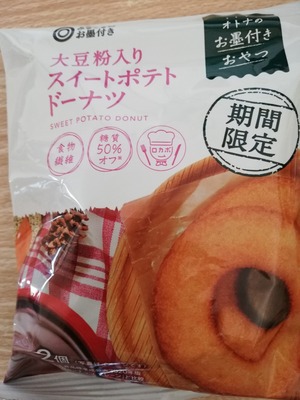 お墨付き
オトナの
お墨付き
おやつ
大豆粉入り
スイートポテト
ドーナツ
SWEET POTATO DONUT
期間
限定
食物
繊維
糖質
50%
オフ※
ロカボ
2個